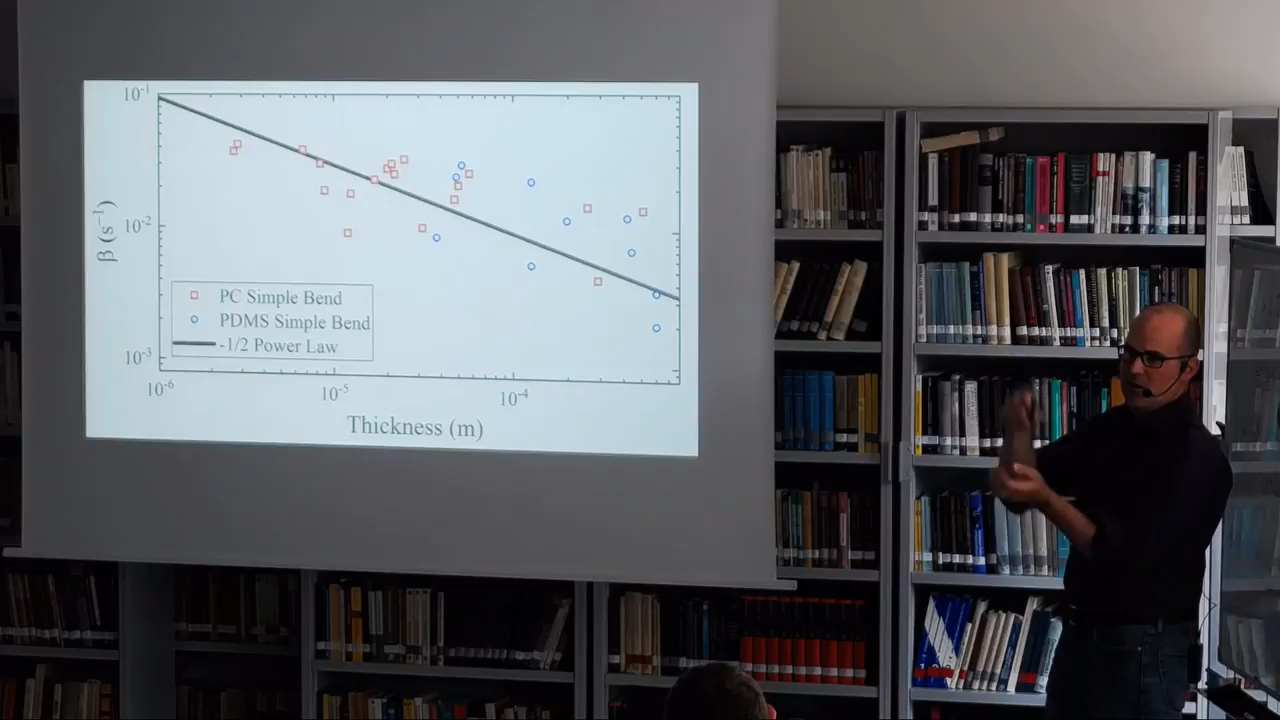 10⁻¹
10⁻²
10⁻³
β (s⁻¹)
PC Simple Bend
PDMS Simple Bend
-1/2 Power Law
10⁻⁶
10⁻⁵
10⁻⁴
Thickness (m)